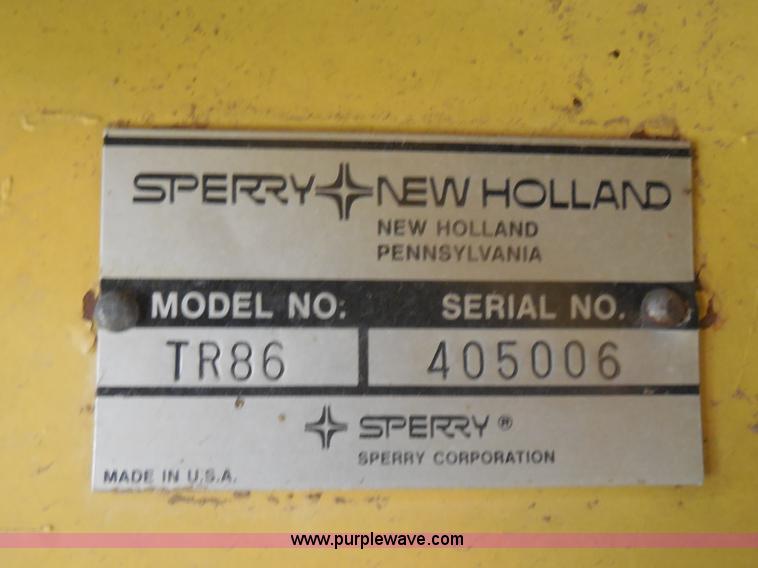 SPERRY NEW HOLLAND
NEW HOLLAND
PENNSYLVANIA
MODEL NO: SERIAL NO.
TR86 405006
SPERRY®
SPERRY CORPORATION
MADE IN U.S.A.
www.purplewave.com